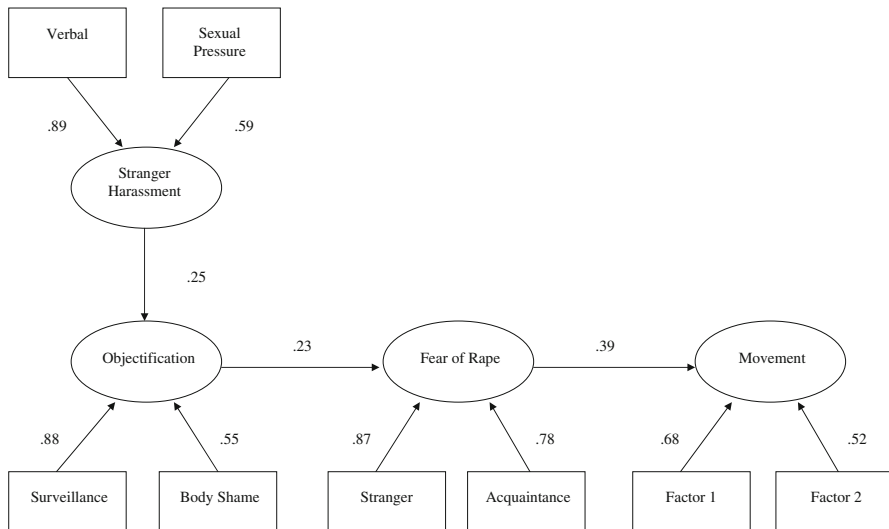 Verbal
Sexual
Pressure
.89
.59
Stranger
Harassment
.25
Objectification
.23
Fear of Rape
.39
Movement
.88
.55
.87
.78
.68
.52
Surveillance
Body Shame
Stranger
Acquaintance
Factor 1
Factor 2